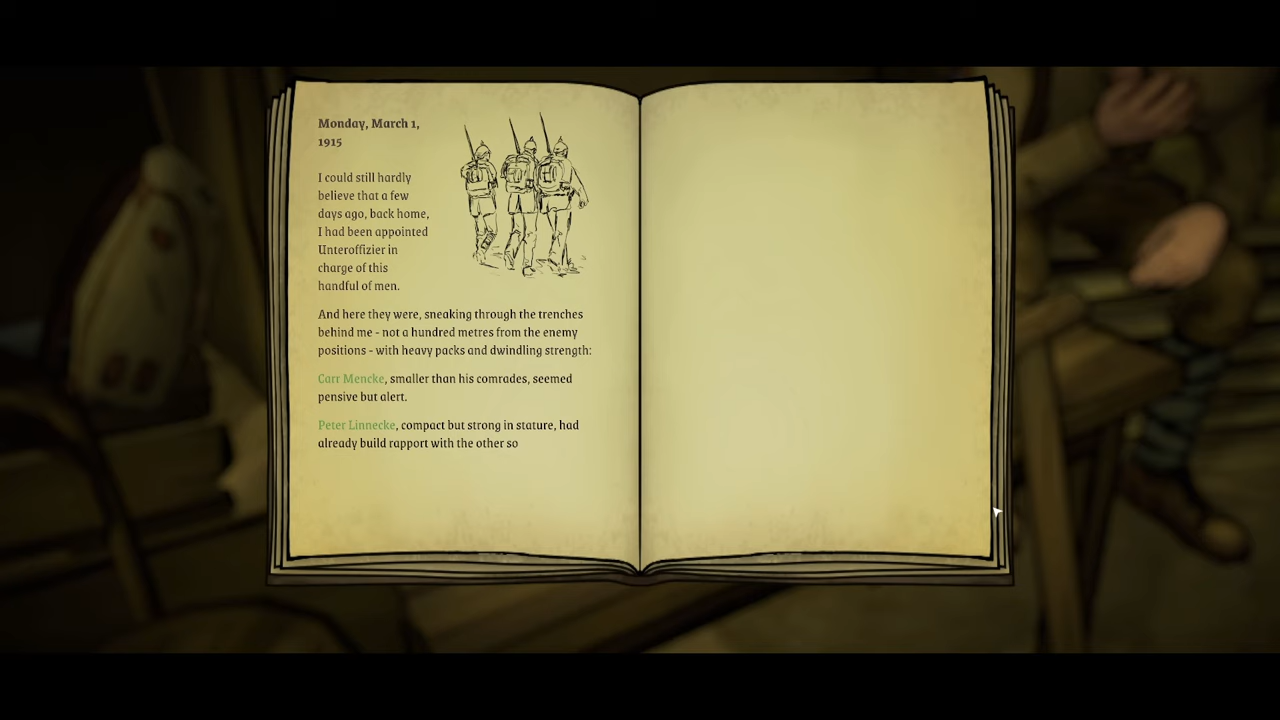 Monday, March 1,
1915
I could still hardly
believe that a few
days ago, back home,
I had been appointed
Unteroffizier in
charge of this
handful of men.
And here they were, sneaking through the trenches
behind me - not a hundred metres from the enemy
positions - with heavy packs and dwindling strength:
Carr Mencke, smaller than his comrades, seemed
pensive but alert.
Peter Linnecke, compact but strong in stature, had
already build rapport with the other so